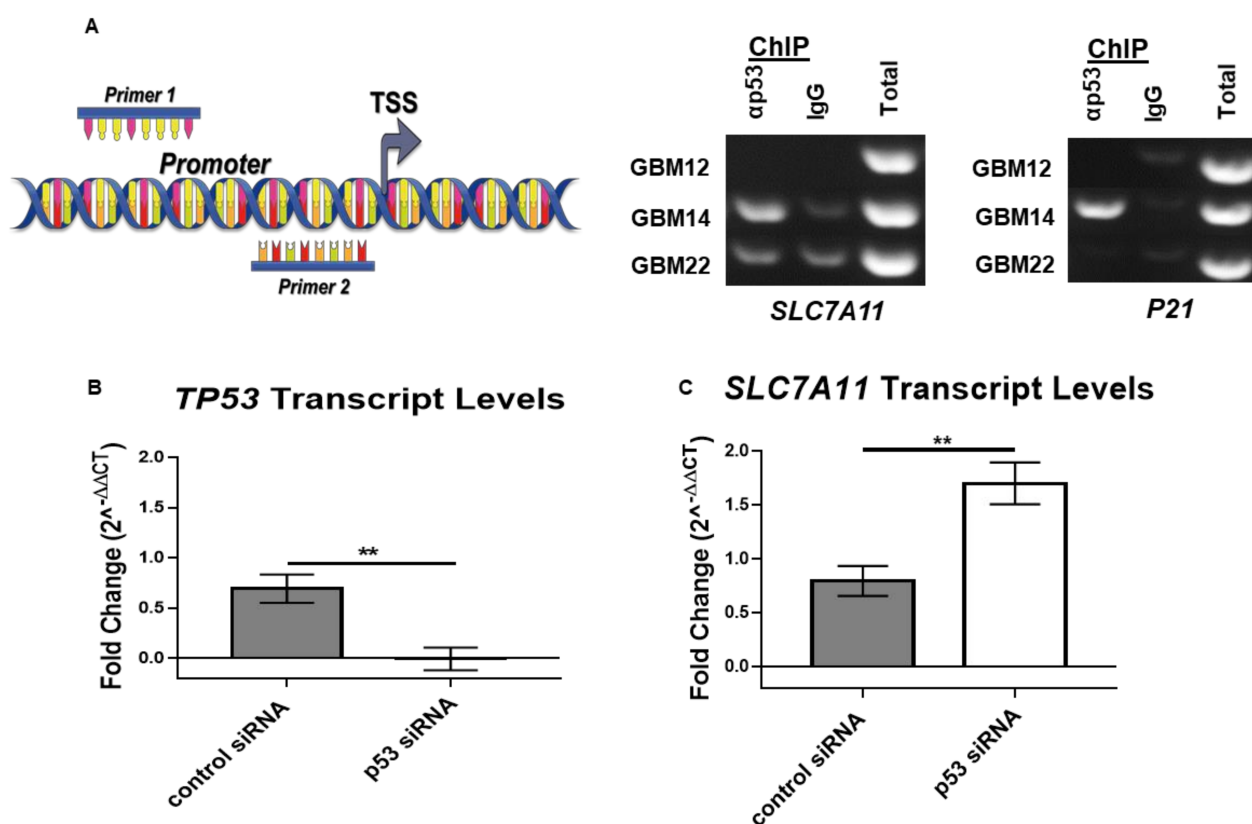 A
Primer 1
TSS
Promoter
Primer 2
ChIP
αp53
IgG
Total
GBM12
GBM14
GBM22
SLC7A11
ChIP
αp53
IgG
Total
GBM12
GBM14
GBM22
P21
B
TP53 Transcript Levels
Fold Change (2^-ΔΔCT)
2.0
1.5
1.0
0.5
0.0
**
control siRNA
p53 siRNA
C
SLC7A11 Transcript Levels
Fold Change (2^-ΔΔCT)
2.0
1.5
1.0
0.5
0.0
**
control siRNA
p53 siRNA